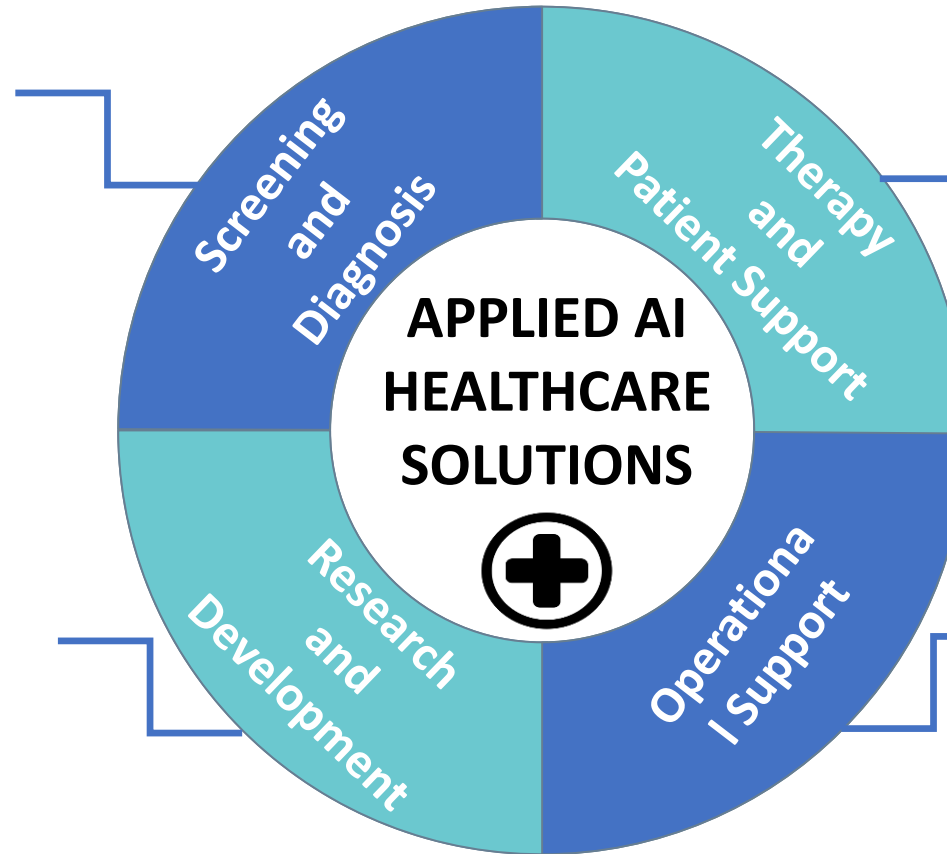 Screening
and
Diagnosis
Therapy
and
Patient Support
APPLIED AI
HEALTHCARE
SOLUTIONS
Research
and
Development
Operationa
l Support